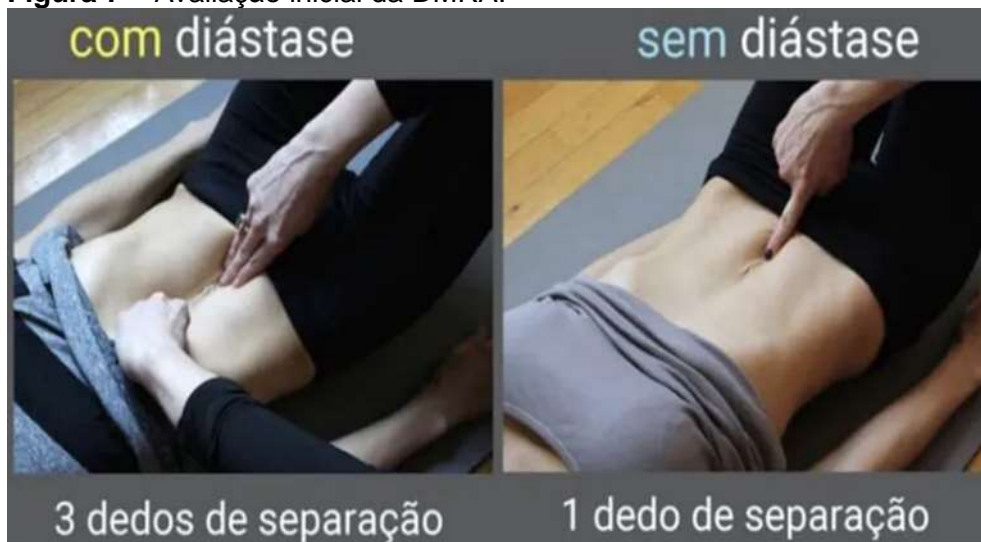 com diástase
sem diástase
3 dedos de separação
1 dedo de separação